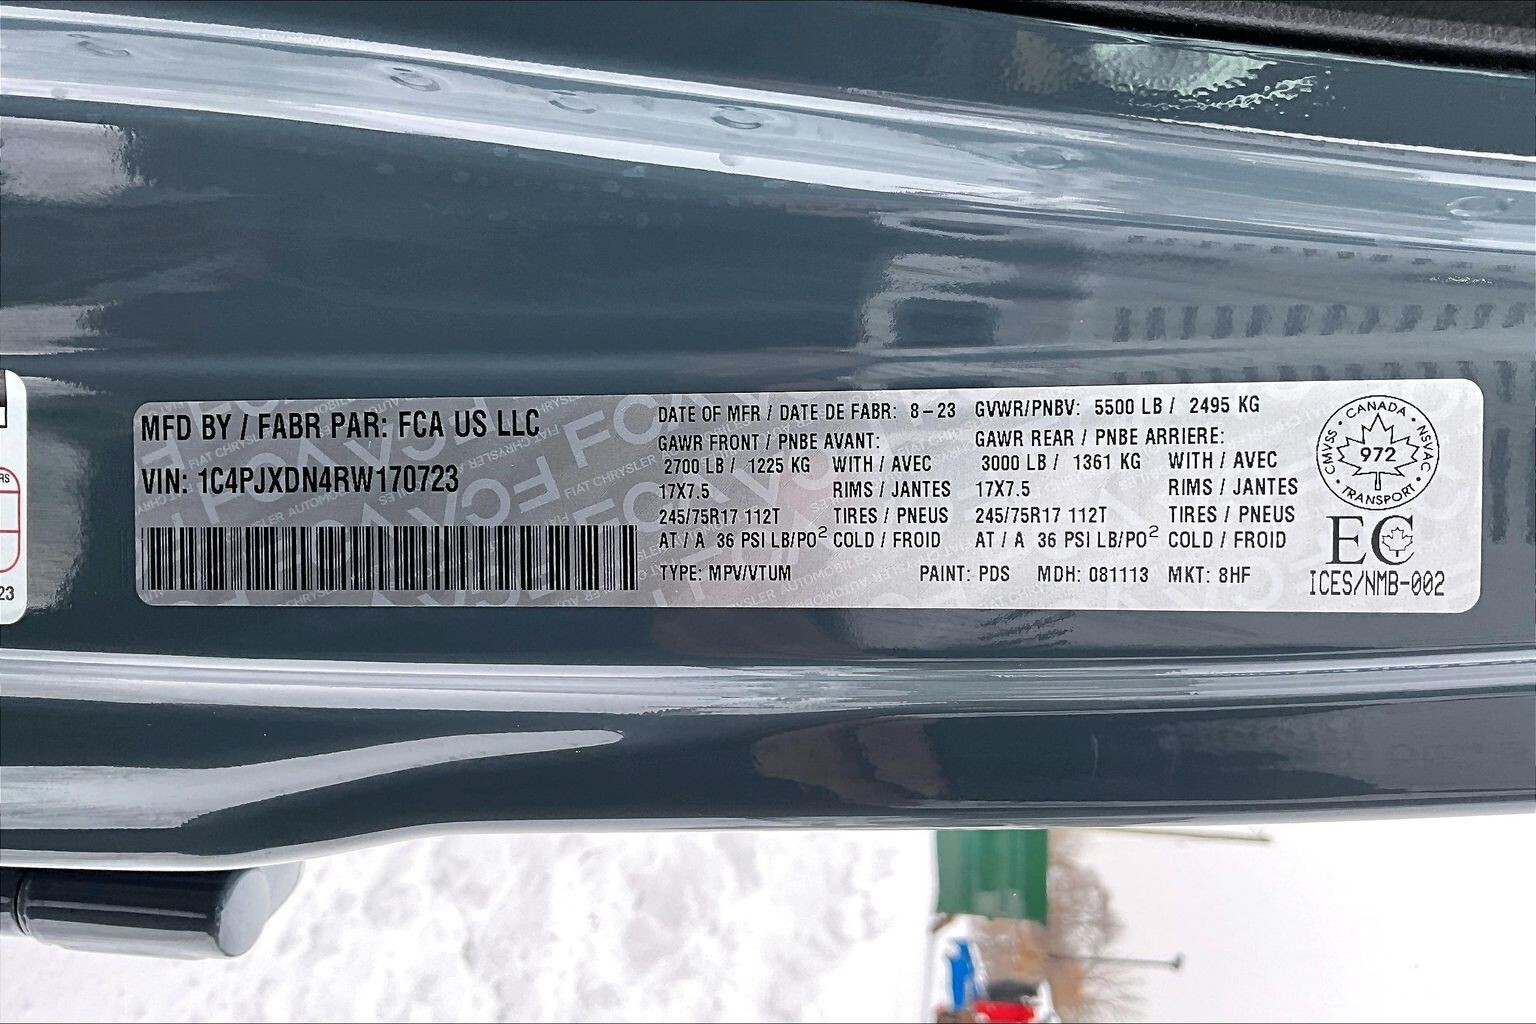 MFD BY / FABR PAR: FCA US LLC
VIN: 1C4PJXDN4RW170723
DATE OF MFR / DATE DE FABR: 8-23 GVWR/PNBV: 5500 LB / 2495 KG
GAWR FRONT / PNBE AVANT: GAWR REAR / PNBE ARRIERE:
2700 LB / 1225 KG WITH / AVEC 3000 LB / 1361 KG WITH / AVEC
17X7.5 RIMS / JANTES 17X7.5 RIMS / JANTES
245/75R17 112T TIRES / PNEUS 245/75R17 112T TIRES / PNEUS
AT / A 36 PSI LB/PO² COLD / FROID AT / A 36 PSI LB/PO² COLD / FROID
TYPE: MPV/VTUM PAINT: PDS MDH: 081113 MKT: 8HF
CANADA
CMVSS 972 NSVAC
TRANSPORT
EC
ICES/NMB-002
RS
23